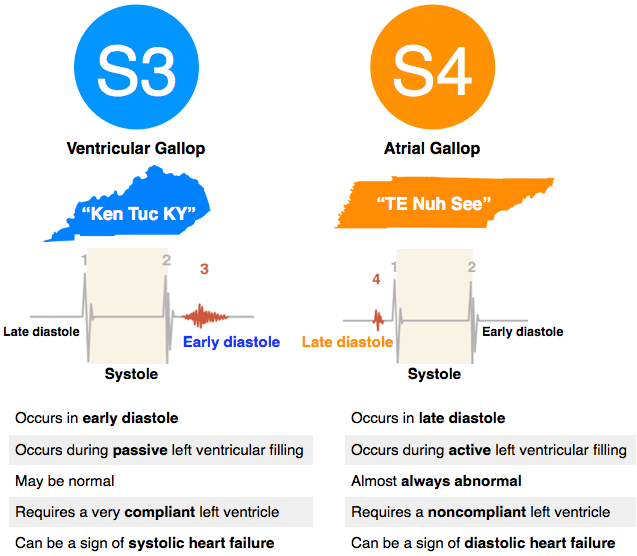 S3
Ventricular Gallop
“Ken Tuc KY”
1
2
3
Late diastole
Early diastole
Systole
Occurs in early diastole
Occurs during passive left ventricular filling
May be normal
Requires a very compliant left ventricle
Can be a sign of systolic heart failure
S4
Atrial Gallop
“TE Nuh See”
4
1
2
Late diastole
Early diastole
Systole
Occurs in late diastole
Occurs during active left ventricular filling
Almost always abnormal
Requires a noncompliant left ventricle
Can be a sign of diastolic heart failure